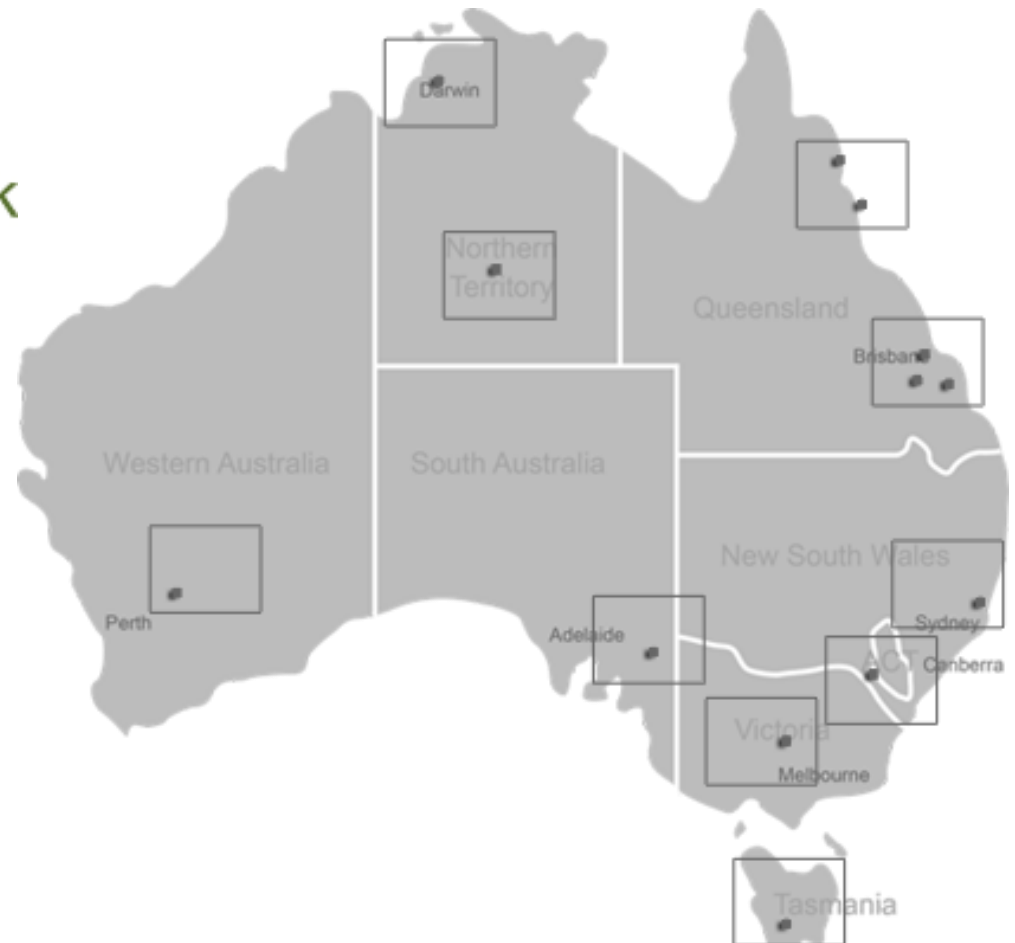 Darwin
k
Northern
Territory
Queensland
Brisbane
Western Australia
South Australia
New South Wales
Perth
Sydney
Adelaide
ACT
Canberra
Victoria
Melbourne
Tasmania